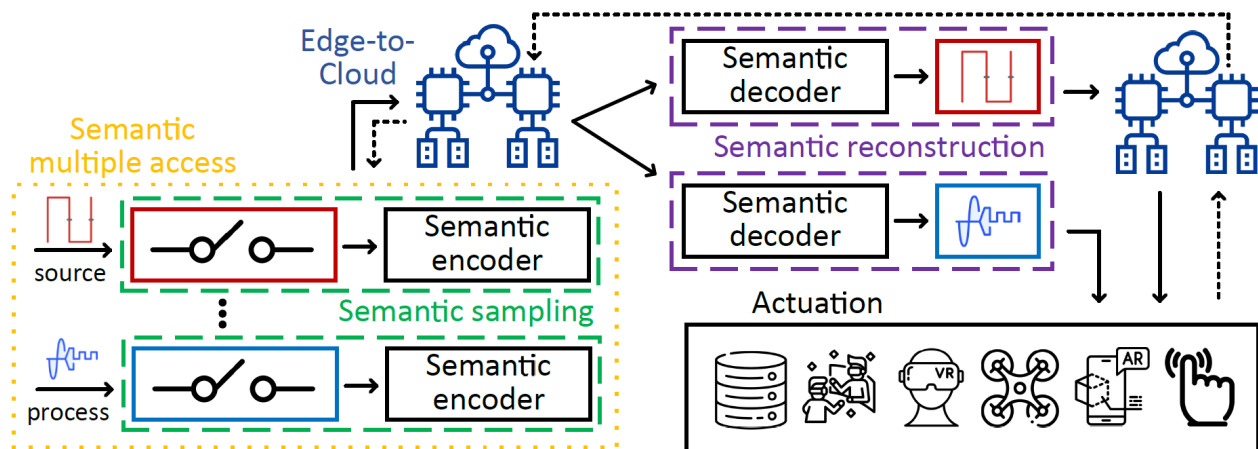 Edge-to-
Cloud
Semantic
multiple access
source
Semantic
encoder
Semantic sampling
process
Semantic
encoder
Semantic
decoder
Semantic reconstruction
Semantic
decoder
Actuation
VR
AR